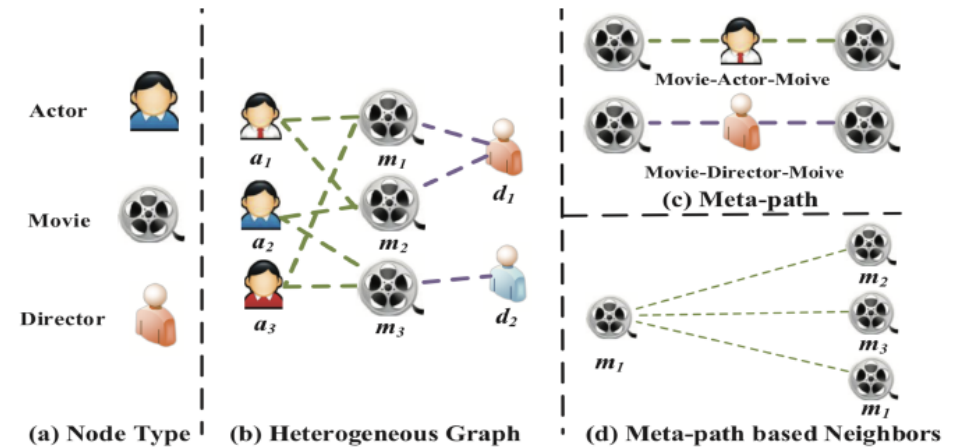 Actor
Movie
Director
(a) Node Type
a1
a2
a3
m1
m2
m3
d1
d2
(b) Heterogeneous Graph
Movie-Actor-Moive
Movie-Director-Moive
(c) Meta-path
m1
m2
m3
m1
(d) Meta-path based Neighbors